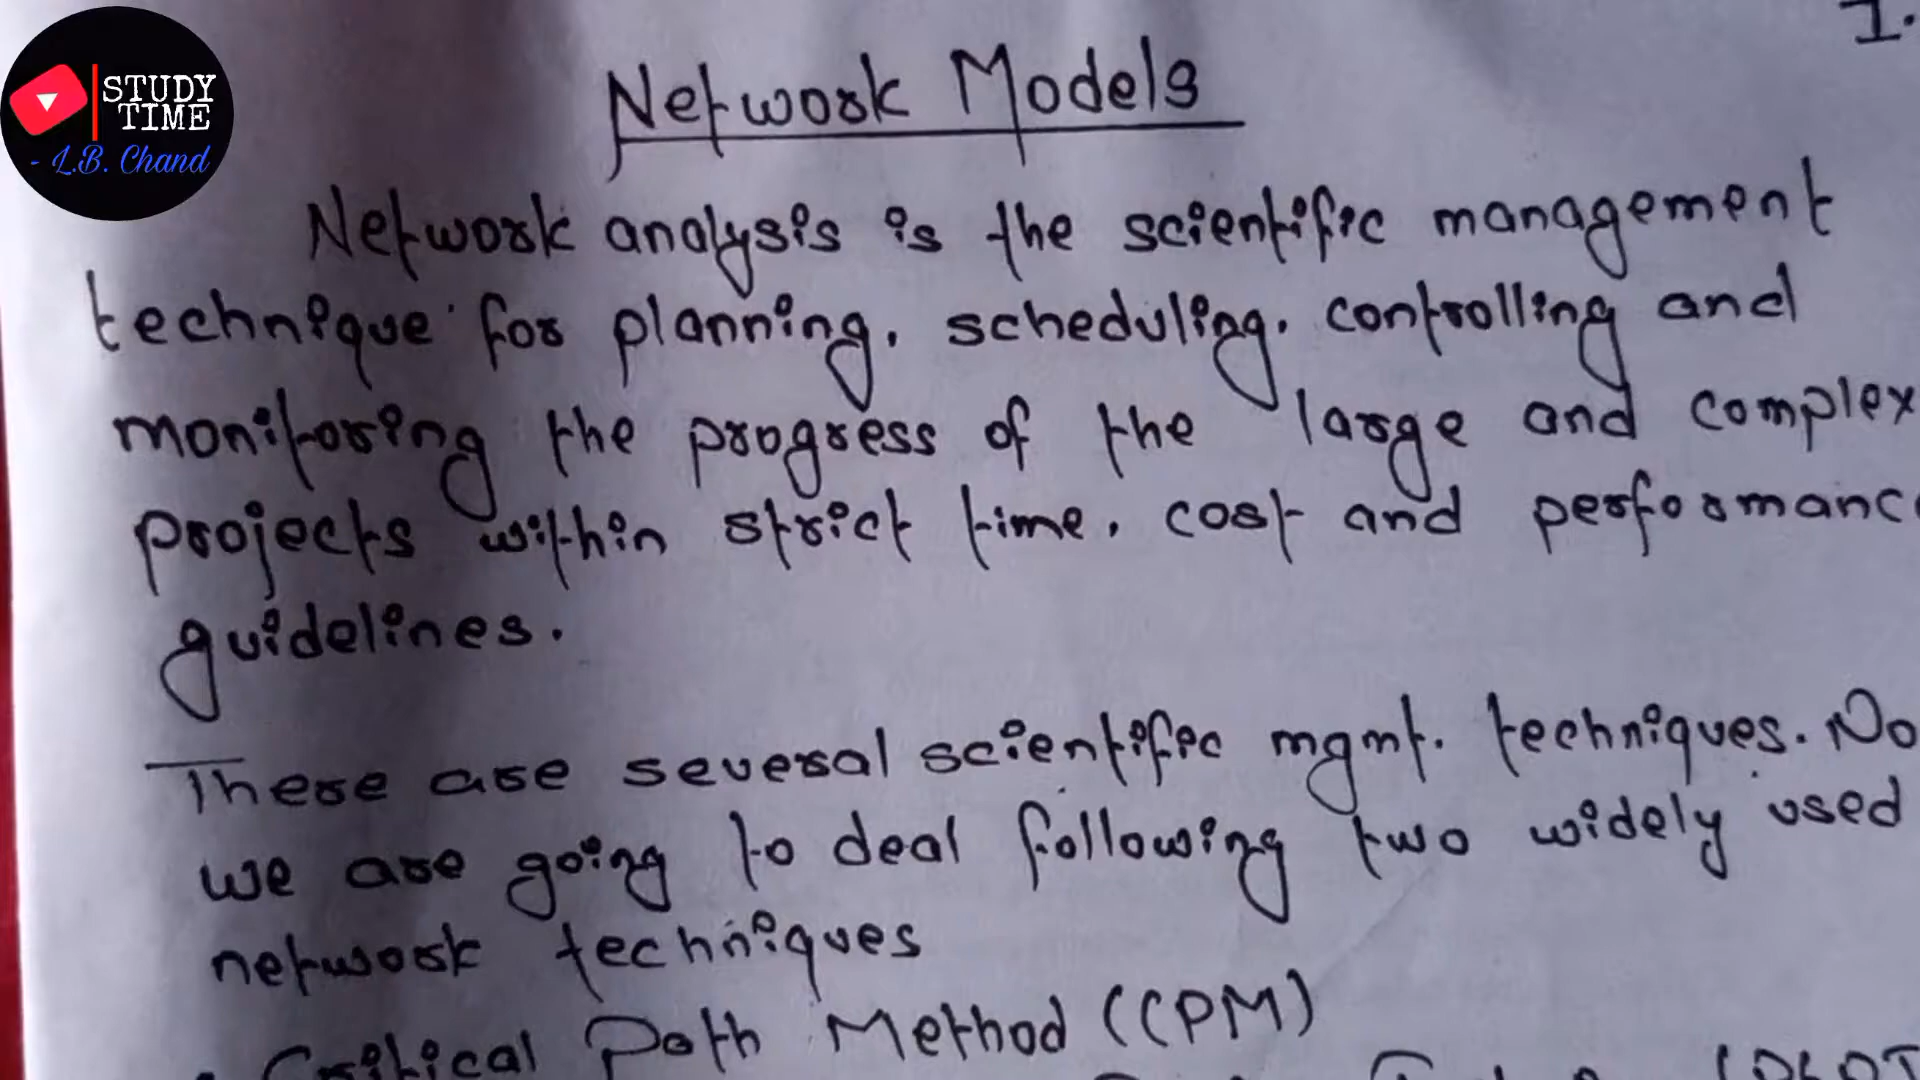 STUDY
TIME
- L.B. Chand
1.
Network Models
Network analysis is the scientific management
technique for planning, scheduling, controlling and
monitoring the progress of the large and complex
projects within strict time, cost and performance
guidelines.
There are several scientific mgmt. techniques. No
we are going to deal following two widely used
network techniques
• Critical Path Method (CPM)